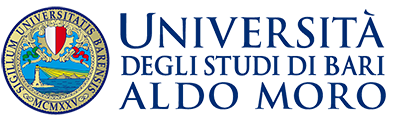 SIGILLUM UNIVERSITATIS BARENSIS
MCMXXV
UNIVERSITÀ
DEGLI STUDI DI BARI
ALDO MORO